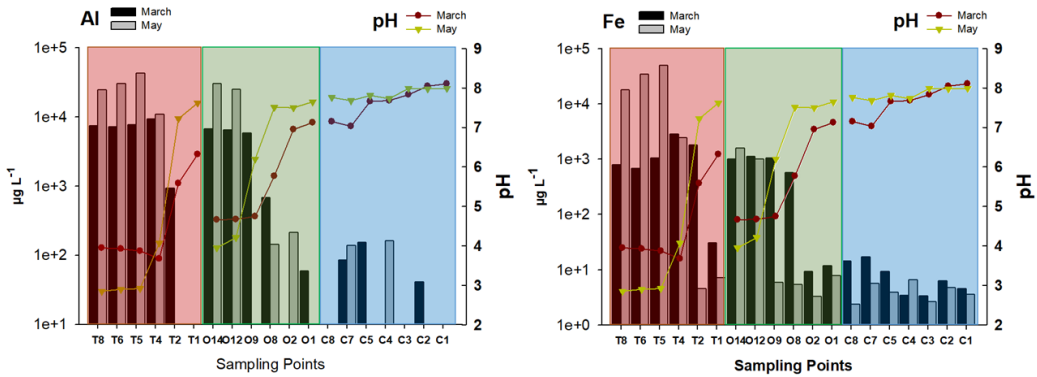 Al
March
May
pH
March
May
1e+5
1e+4
1e+3
1e+2
1e+1
µg L⁻¹
9
8
7
6
5
4
3
2
pH
T8 T6 T5 T4 T2 T1 O14 O12 O9 O8 O2 O1 C8 C7 C5 C4 C3 C2 C1
Sampling Points
Fe
March
May
pH
March
May
1e+5
1e+4
1e+3
1e+2
1e+1
1e+0
µg L⁻¹
9
8
7
6
5
4
3
2
pH
T8 T6 T5 T4 T2 T1 O14 O12 O9 O8 O2 O1 C8 C7 C5 C4 C3 C2 C1
Sampling Points